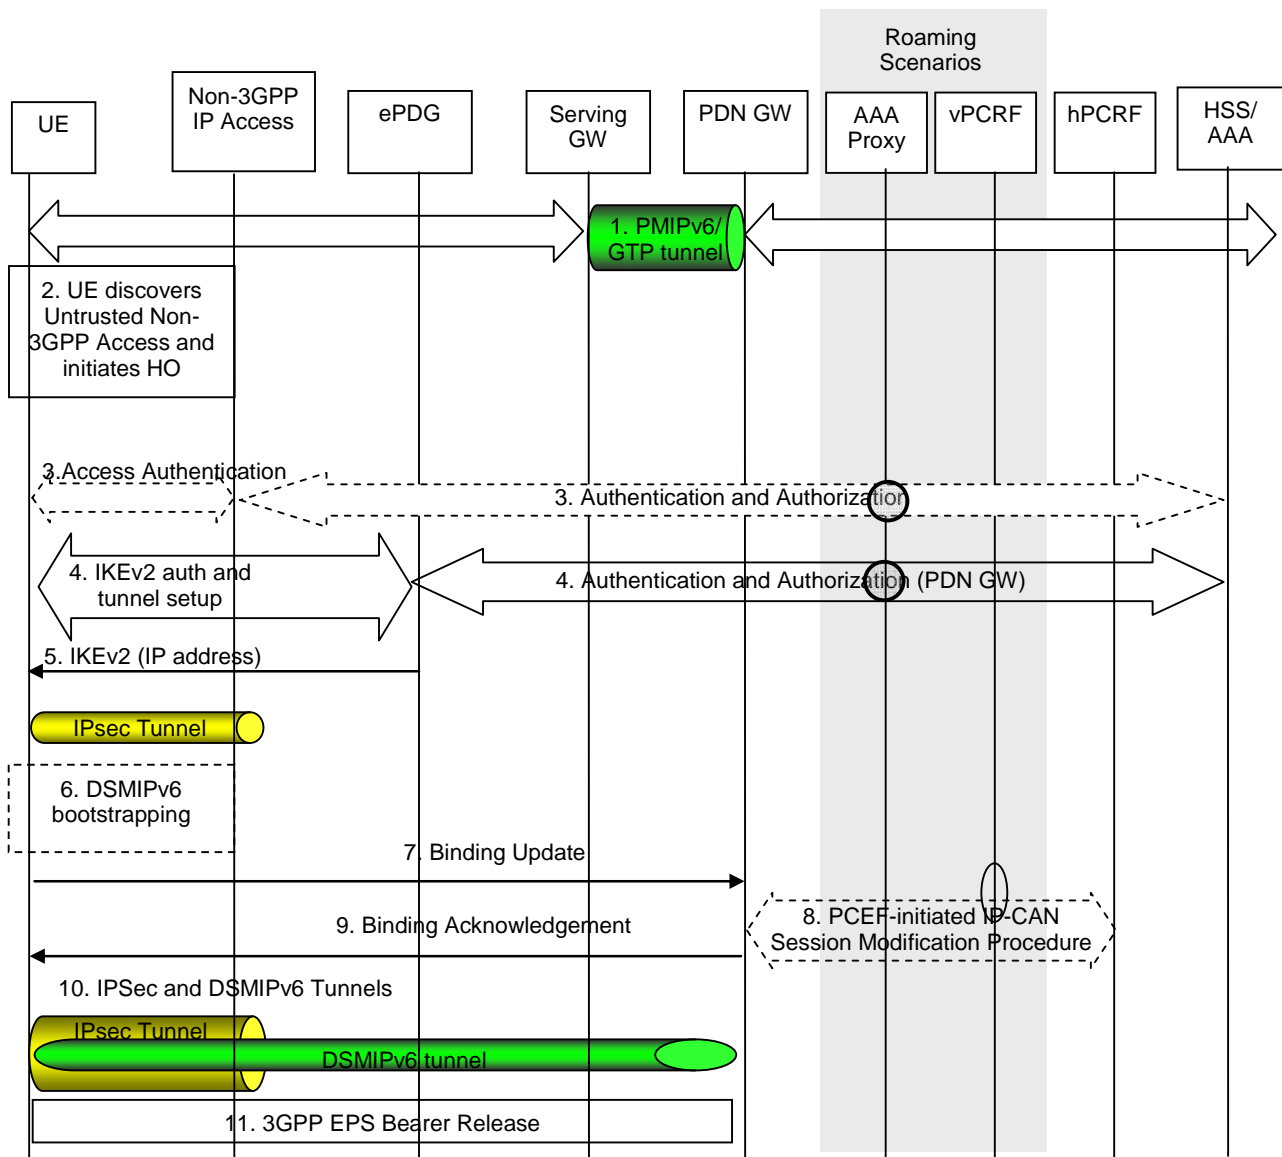 Roaming
Scenarios
UE
Non-3GPP
IP Access
ePDG
Serving
GW
PDN GW
AAA
Proxy
vPCRF
hPCRF
HSS/
AAA
1. PMIPv6/
GTP tunnel
2. UE discovers
Untrusted Non-
3GPP Access and
initiates HO
3.Access Authentication
3. Authentication and Authorization
4. IKEv2 auth and
tunnel setup
4. Authentication and Authorization (PDN GW)
5. IKEv2 (IP address)
IPsec Tunnel
6. DSMIPv6
bootstrapping
7. Binding Update
8. PCEF-initiated IP-CAN
Session Modification Procedure
9. Binding Acknowledgement
10. IPSec and DSMIPv6 Tunnels
IPsec Tunnel
DSMIPv6 tunnel
11. 3GPP EPS Bearer Release